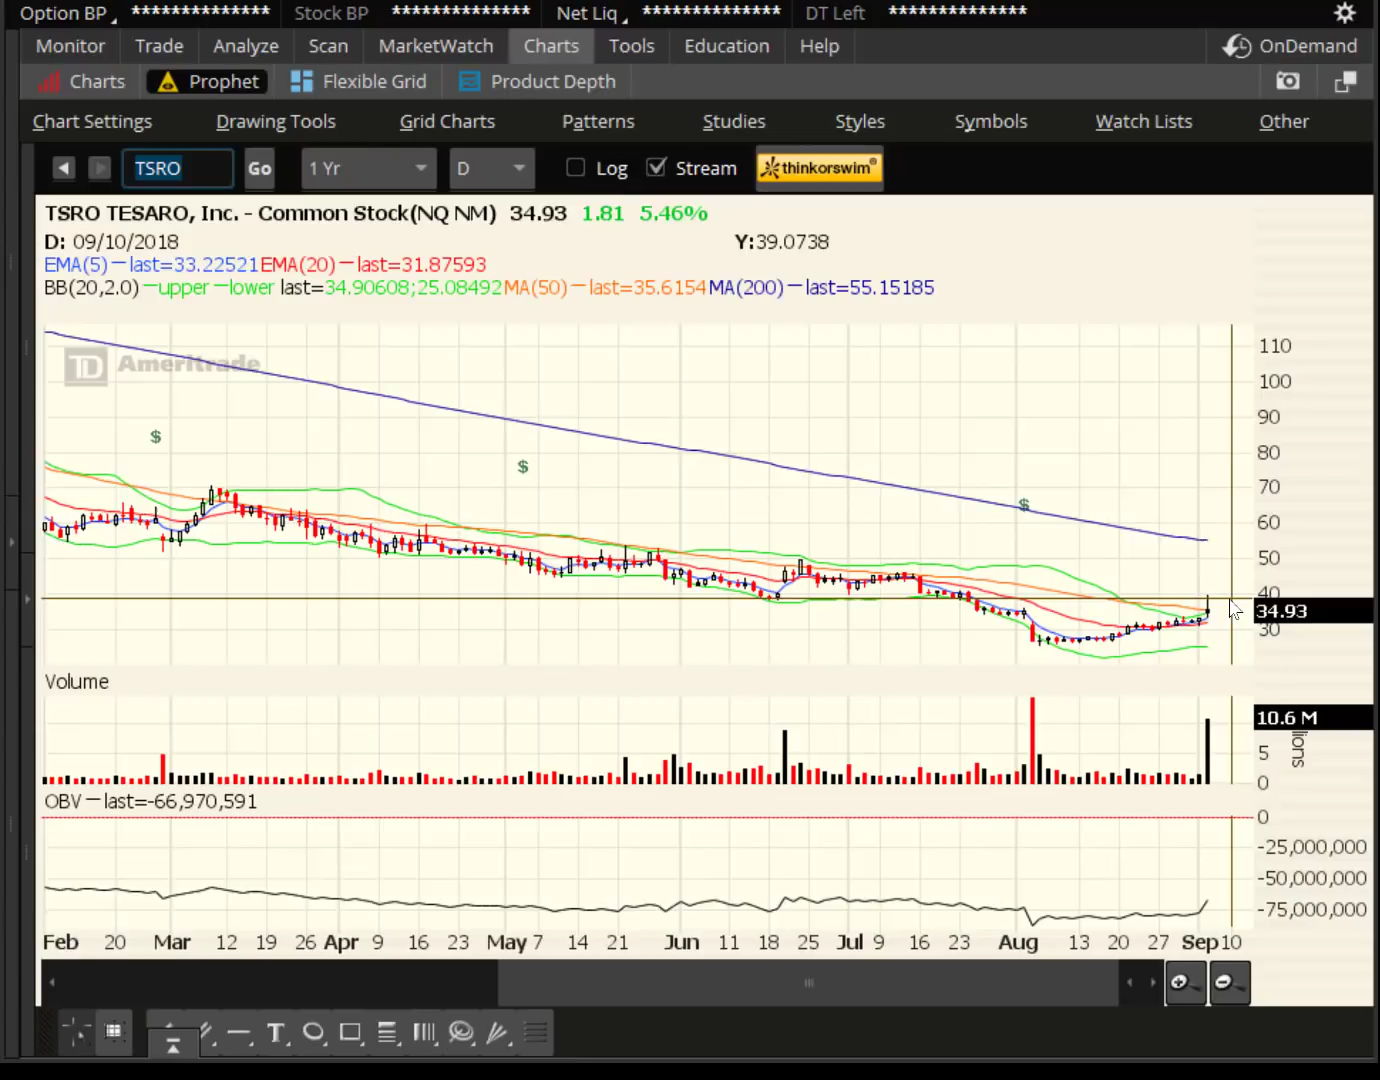 Option BP ************** Stock BP ************** Net Liq ************** DT Left **************
Monitor Trade Analyze Scan MarketWatch Charts Tools Education Help OnDemand
Charts Prophet Flexible Grid Product Depth
Chart Settings Drawing Tools Grid Charts Patterns Studies Styles Symbols Watch Lists Other
TSRO Go 1 Yr D Log Stream thinkorswim®
TSRO TESARO, Inc. - Common Stock(NQ NM) 34.93 1.81 5.46%
D: 09/10/2018 Y:39.0738
EMA(5) —last=33.22521EMA(20) —last=31.87593
BB(20,2.0) —upper —lower last=34.90608;25.08492MA(50) —last=35.6154MA(200) —last=55.15185
TD Ameritrade
110
100
90
$
80
$
70
$
60
50
40
34.93
30
Volume
10.6 M
lions
5
0
OBV —last=-66,970,591
0
-25,000,000
-50,000,000
-75,000,000
Feb 20 Mar 12 19 26 Apr 9 16 23 May 7 14 21 Jun 11 18 25 Jul 9 16 23 Aug 13 20 27 Sep 10
T